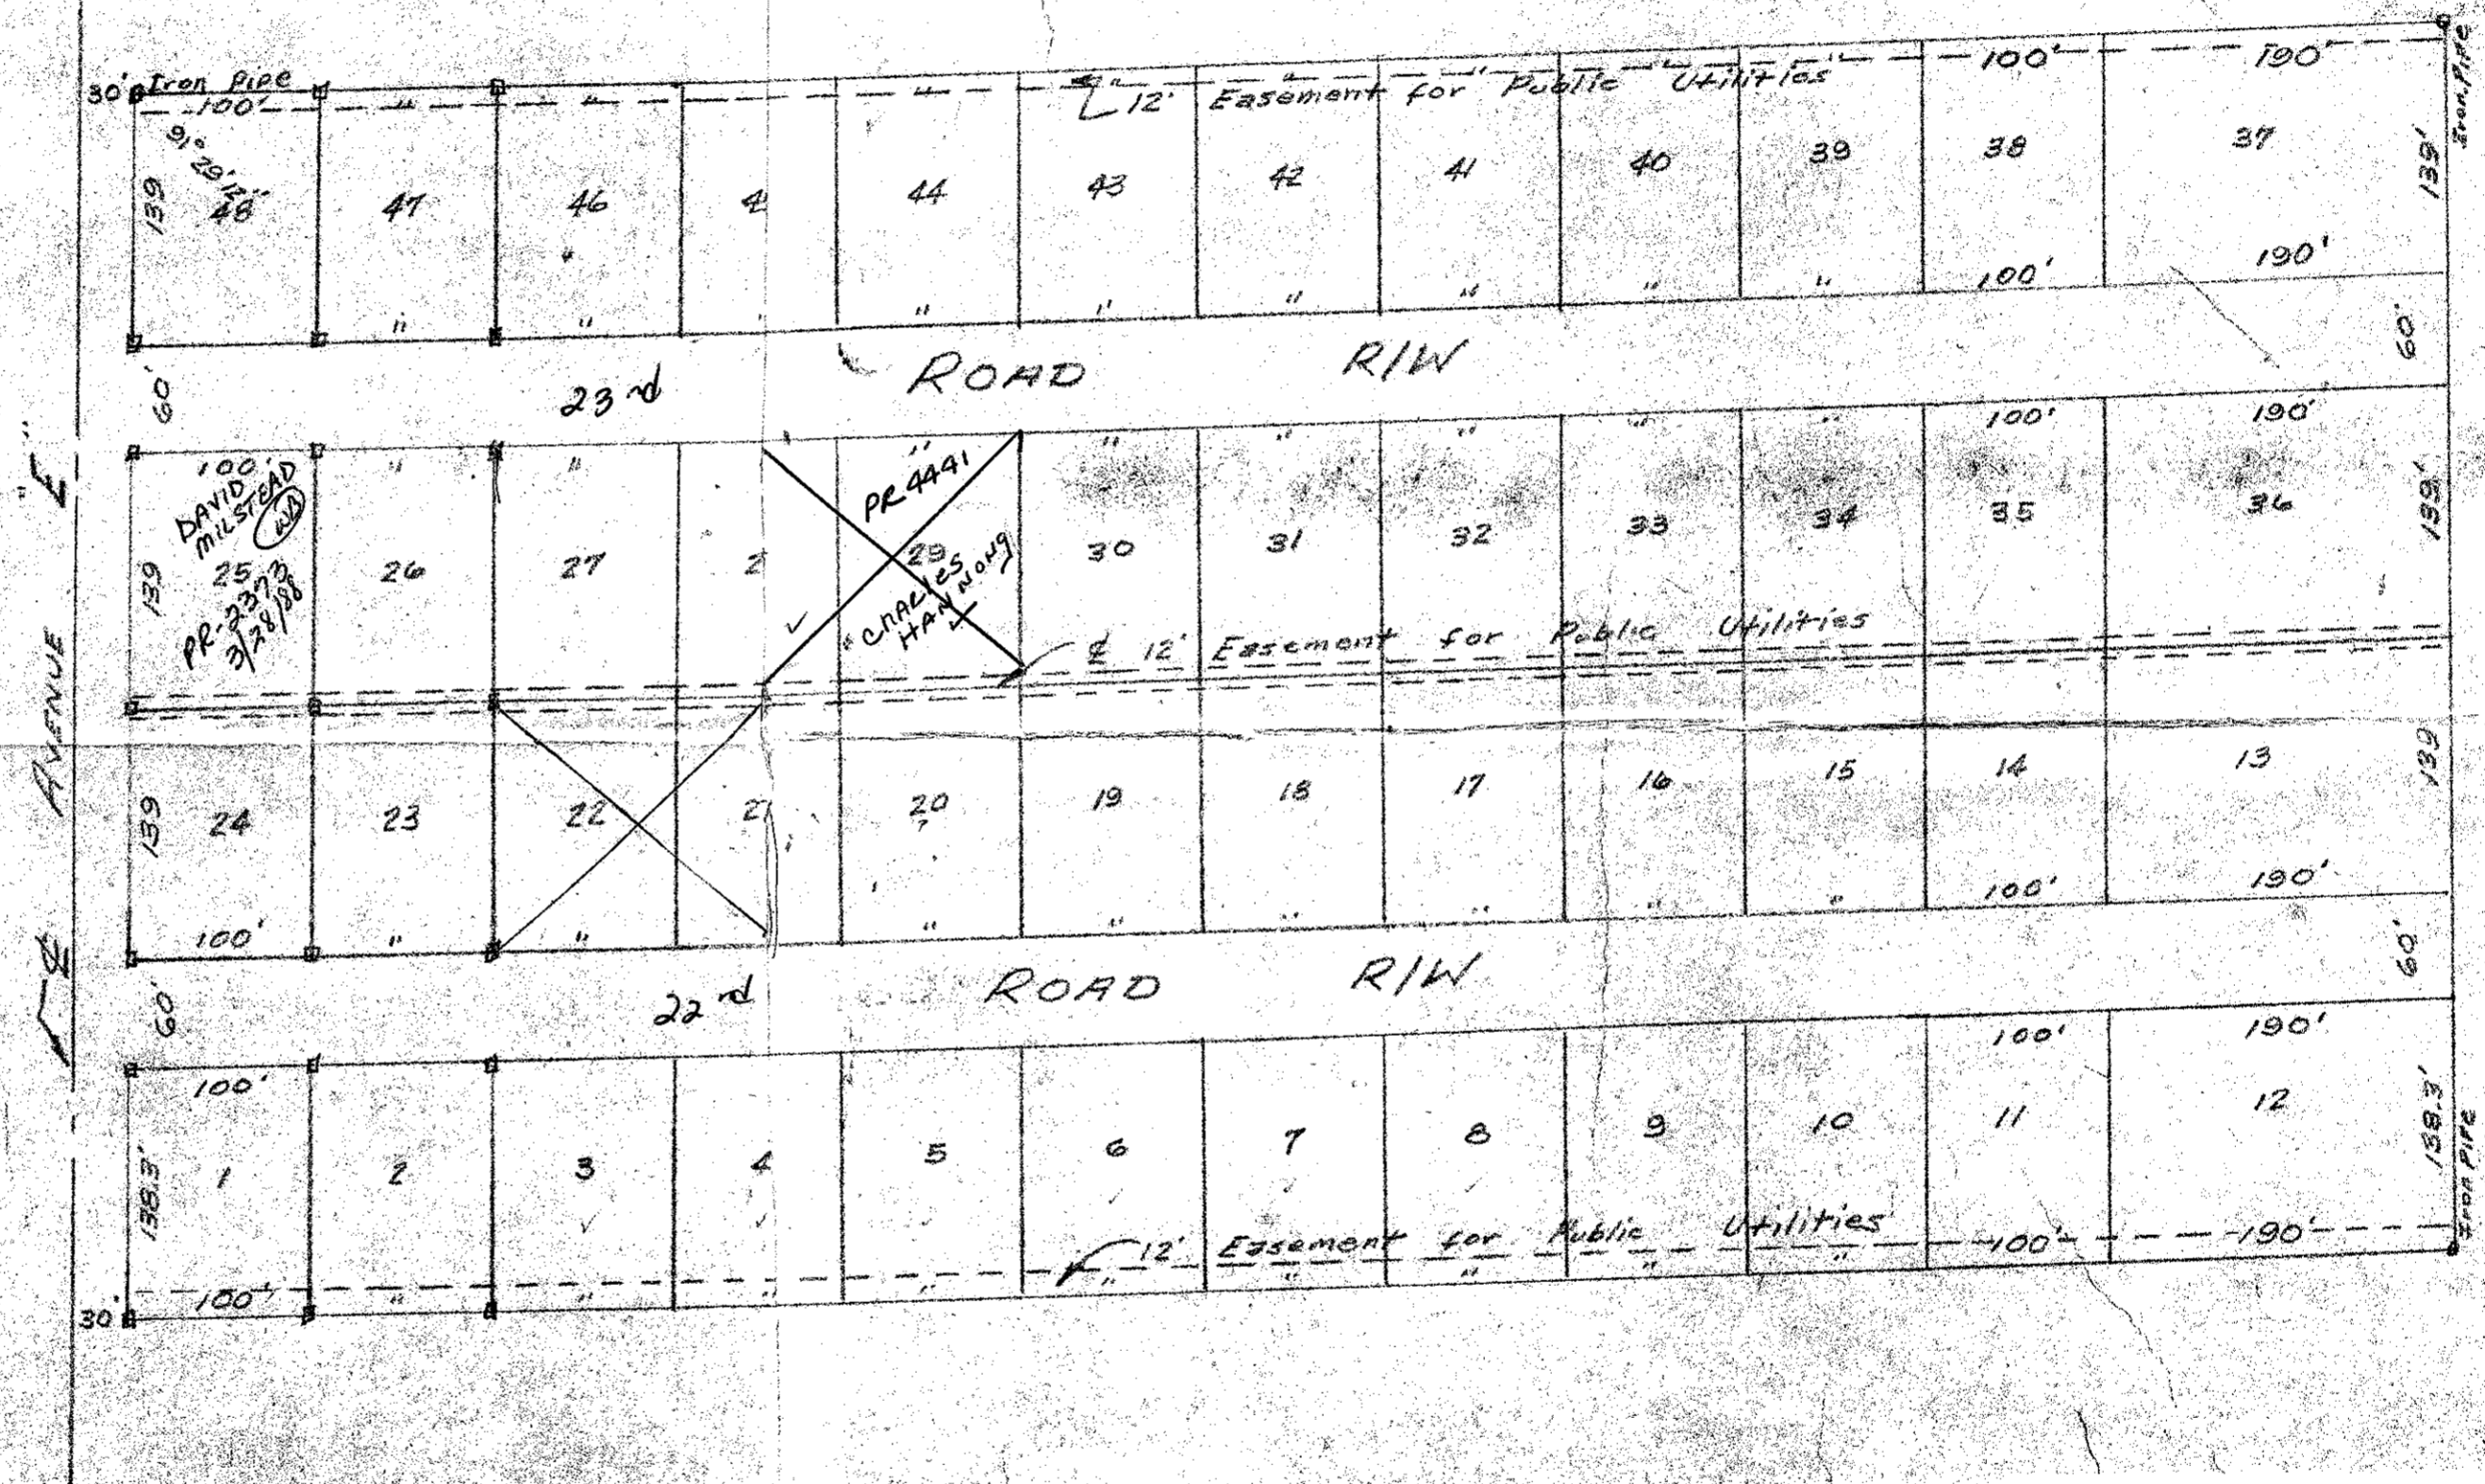 30' Iron Pipe
100' " " " " " " " 100' 190'
12' Easement for Public Utilities
Iron Pipe
91° 29' 12"
139 48 47 46 4 44 43 42 41 40 39 38 37 139'
" " " " " " " " 100' 190'
60' 23rd ROAD R/W 60'
100' " " " " " " " " 100' 190'
DAVID
MILSTEAD
WB
PR 4441
139 25 26 27 2 29 30 31 32 33 34 35 36 139'
PR-2373
3/28/88
CHARLES
HANNONG
℄ 12' Easement for Public Utilities
℄ AVENUE "E"
139 24 23 22 2 20 19 18 17 16 15 14 13 139
100' " " " " " " " " 100' 190'
60' 22nd ROAD R/W 60'
100' 100' 190'
138.3' 1 2 3 4 5 6 7 8 9 10 11 12 138.3'
12' Easement for Public Utilities
100' " " " " " " " " " 100' 190'
30'
Iron Pipe